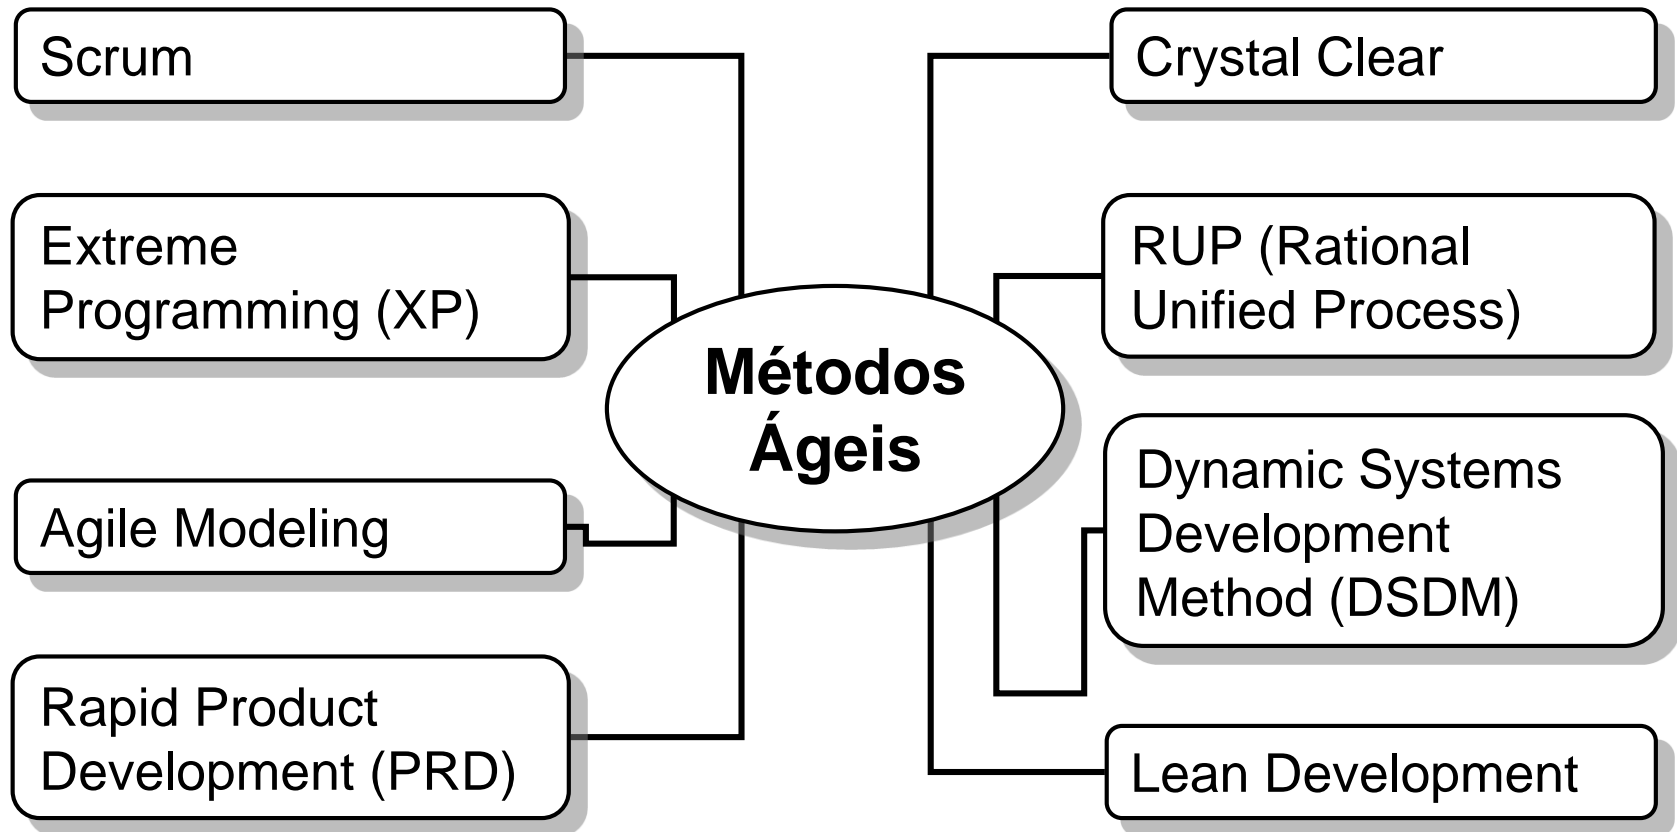 Scrum
Extreme
Programming (XP)
Agile Modeling
Rapid Product
Development (PRD)
Métodos
Ágeis
Crystal Clear
RUP (Rational
Unified Process)
Dynamic Systems
Development
Method (DSDM)
Lean Development